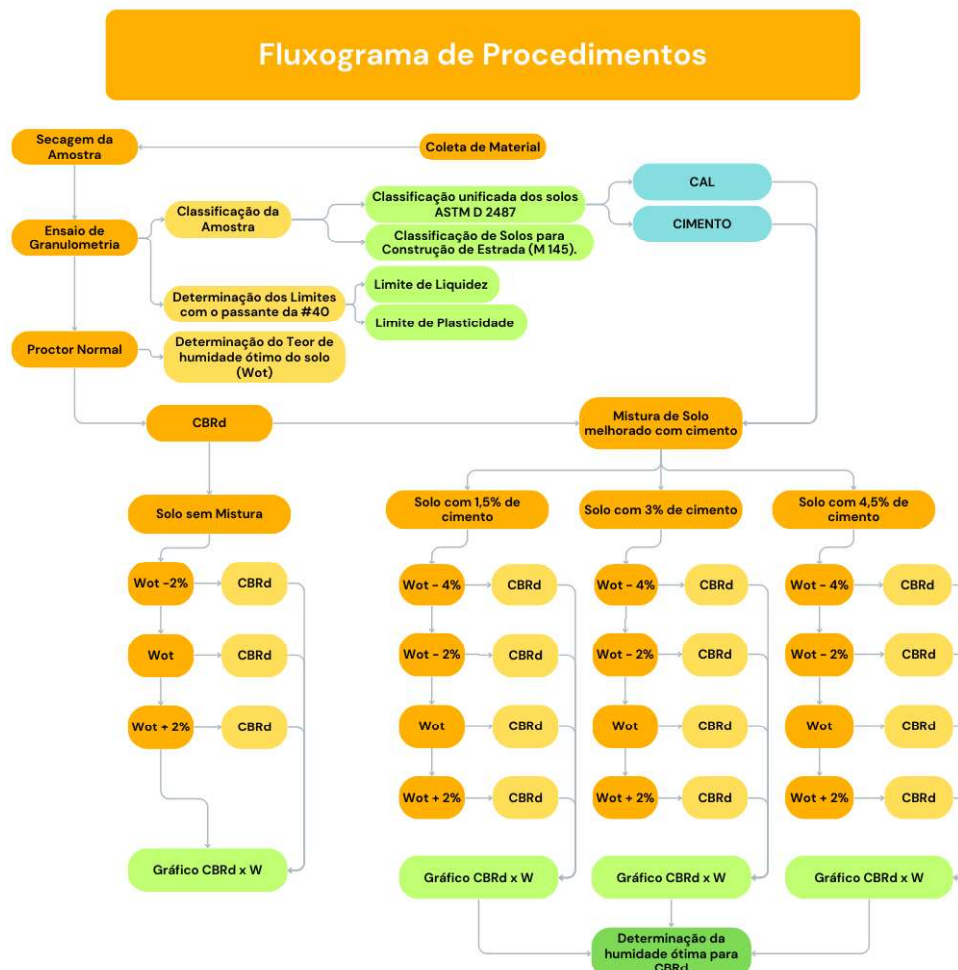 Fluxograma de Procedimentos
Secagem da
Amostra
Coleta de Material
Ensaio de
Granulometria
Classificação da
Amostra
Classificação unificada dos solos
ASTM D 2487
Classificação de Solos para
Construção de Estrada (M 145).
CAL
CIMENTO
Determinação dos Limites
com o passante da #40
Limite de Liquidez
Limite de Plasticidade
Proctor Normal
Determinação do Teor de
humidade ótimo do solo
(Wot)
CBRd
Mistura de Solo
melhorado com cimento
Solo sem Mistura
Wot -2%
CBRd
Wot
CBRd
Wot + 2%
CBRd
Gráfico CBRd x W
Solo com 1,5% de
cimento
Wot - 4%
CBRd
Wot - 2%
CBRd
Wot
CBRd
Wot + 2%
CBRd
Gráfico CBRd x W
Solo com 3% de cimento
Wot - 4%
CBRd
Wot - 2%
CBRd
Wot
CBRd
Wot + 2%
CBRd
Gráfico CBRd x W
Solo com 4,5% de
cimento
Wot - 4%
CBRd
Wot - 2%
CBRd
Wot
CBRd
Wot + 2%
CBRd
Gráfico CBRd x W
Determinação da
humidade ótima para
CBRd